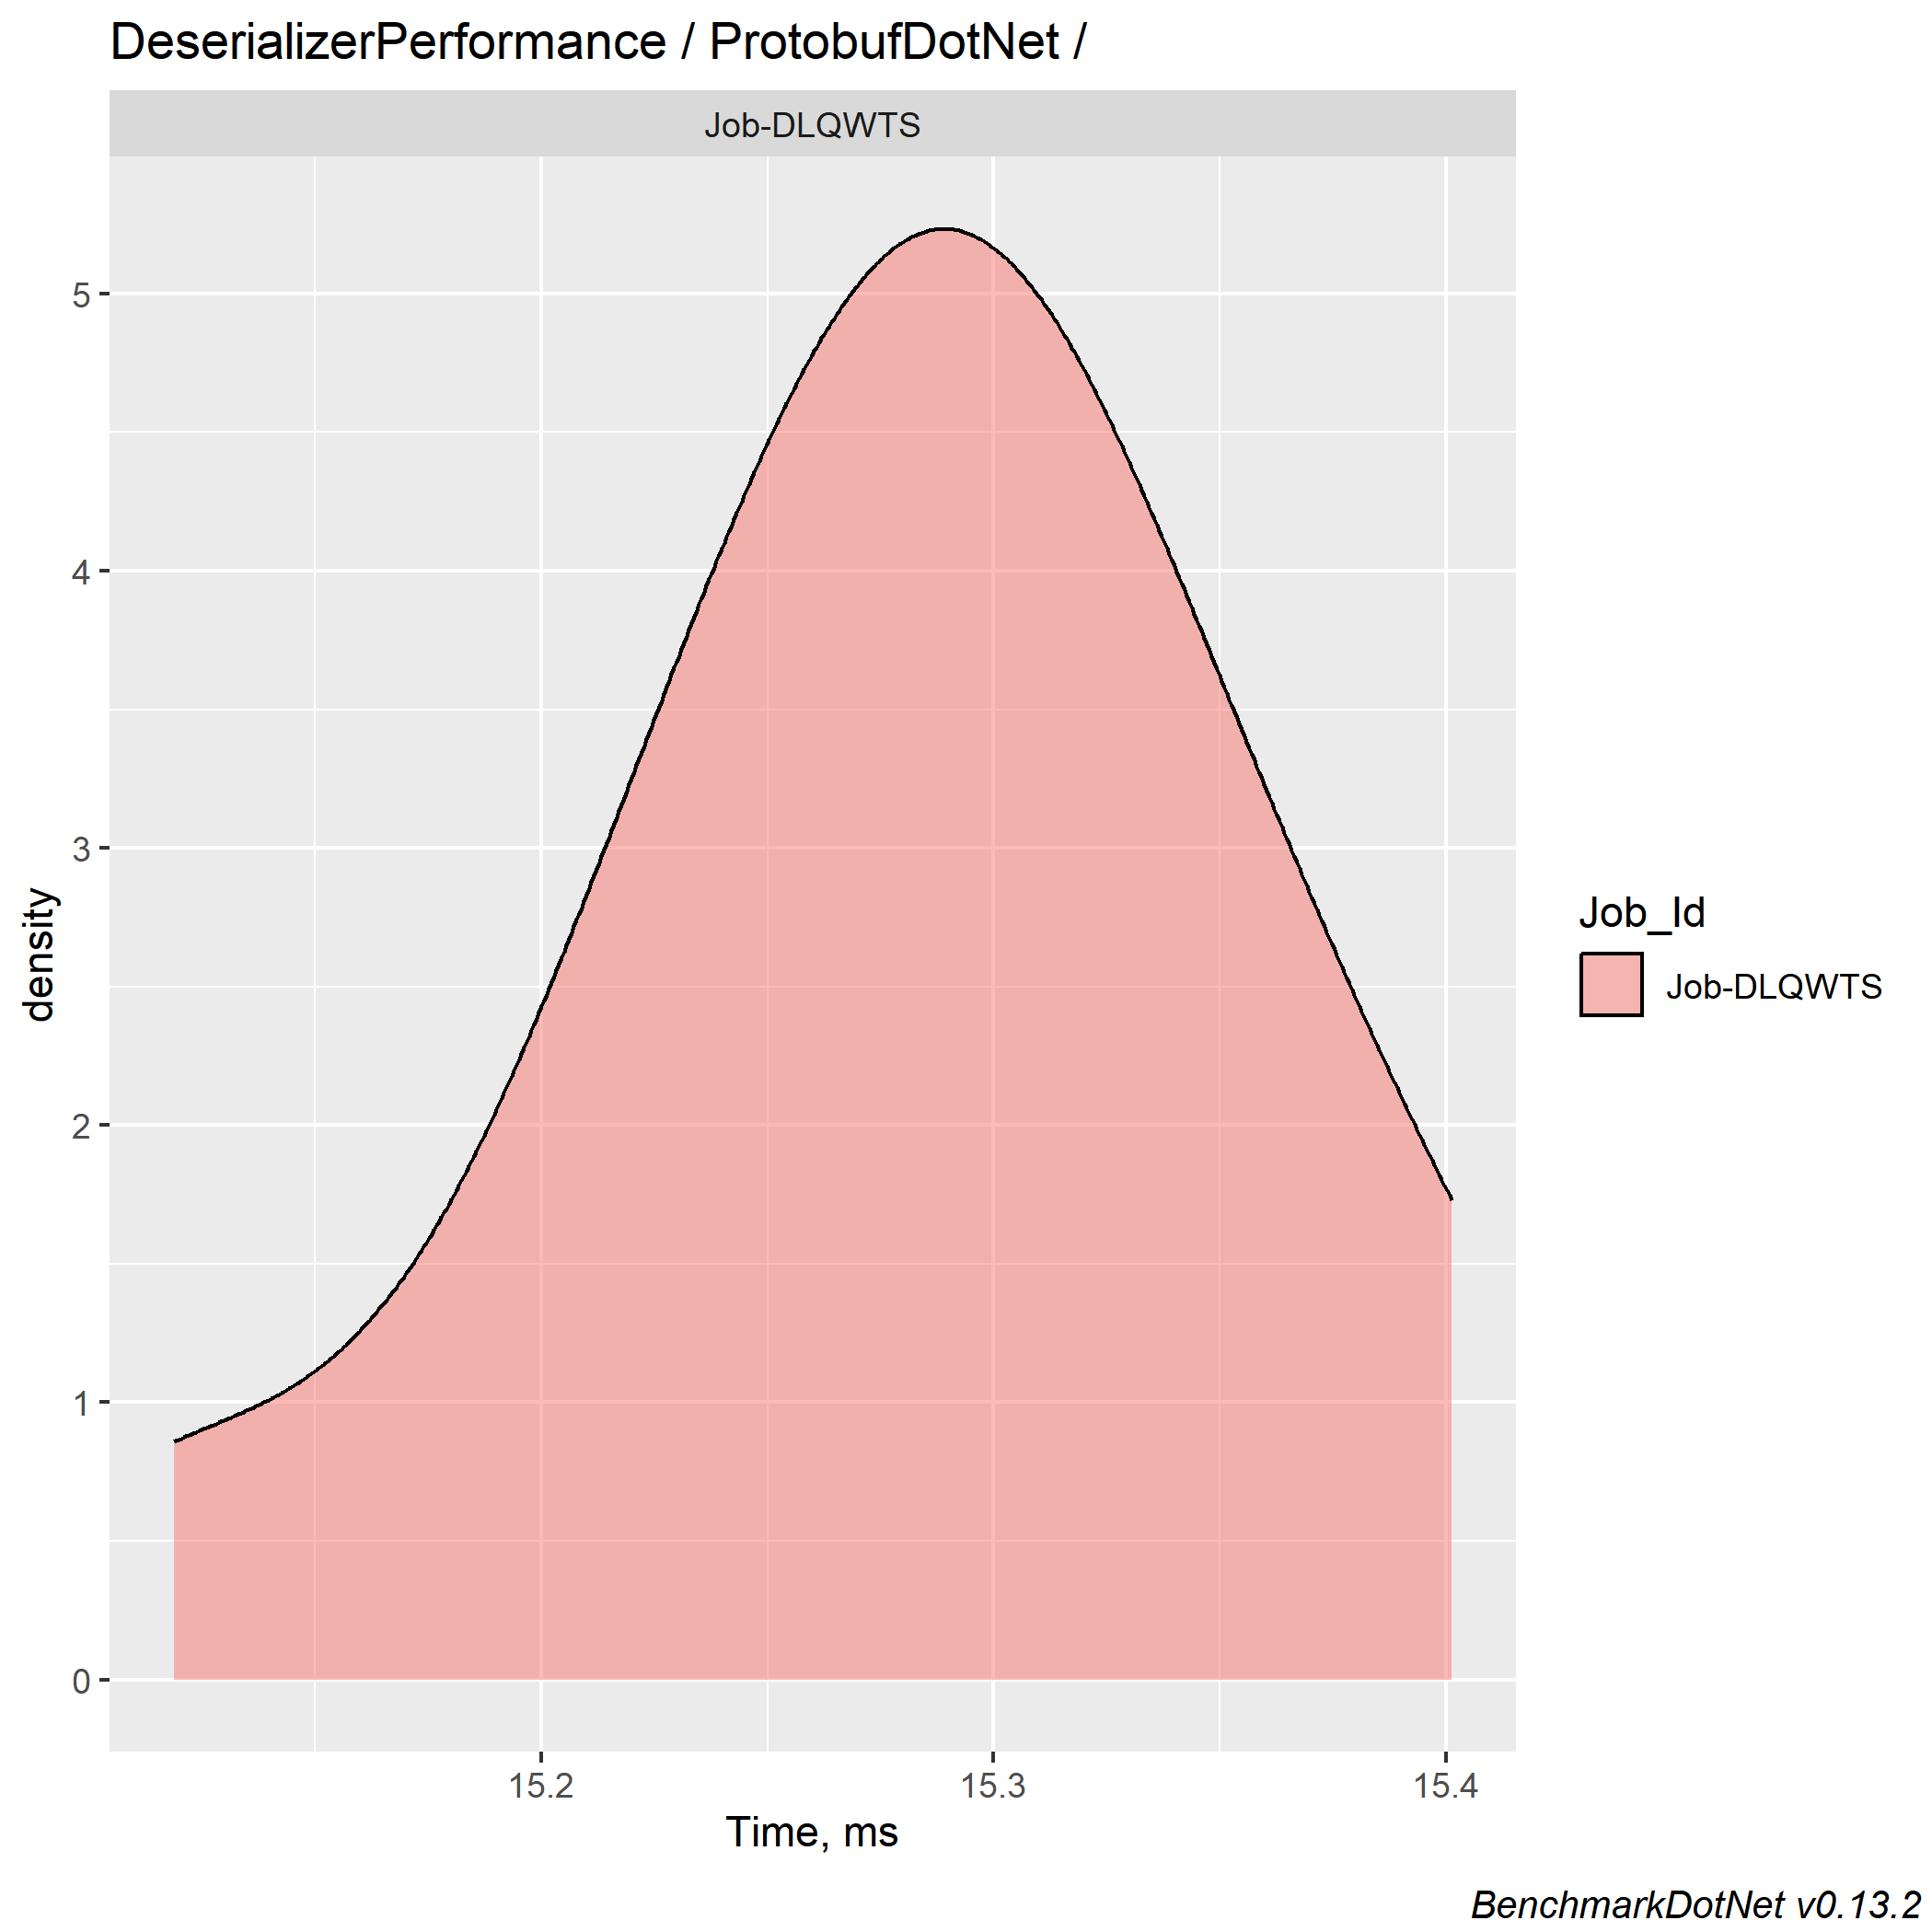 DeserializerPerformance / ProtobufDotNet /
Job-DLQWTS
5
4
3
2
1
0
density
15.2 15.3 15.4
Time, ms
Job_Id
Job-DLQWTS
BenchmarkDotNet v0.13.2